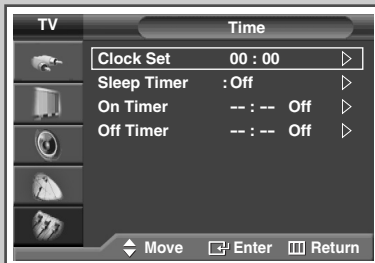 TV Time
Clock Set 00 : 00
Sleep Timer : Off
On Timer -- : -- Off
Off Timer -- : -- Off
Move Enter Return